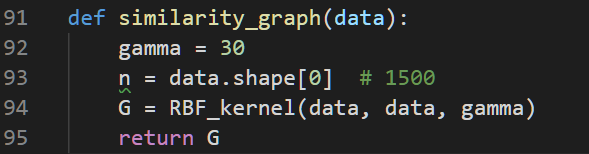 91 def similarity_graph(data):
92     gamma = 30
93     n = data.shape[0]  # 1500
94     G = RBF_kernel(data, data, gamma)
95     return G